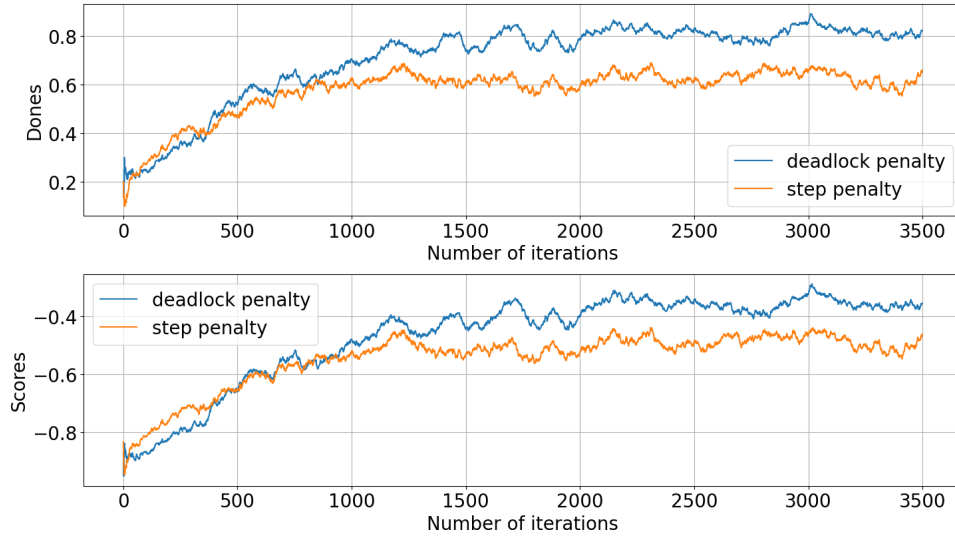 0.8
0.6
0.4
0.2
Dones
deadlock penalty
step penalty
0 500 1000 1500 2000 2500 3000 3500
Number of iterations
−0.4
−0.6
−0.8
Scores
deadlock penalty
step penalty
0 500 1000 1500 2000 2500 3000 3500
Number of iterations